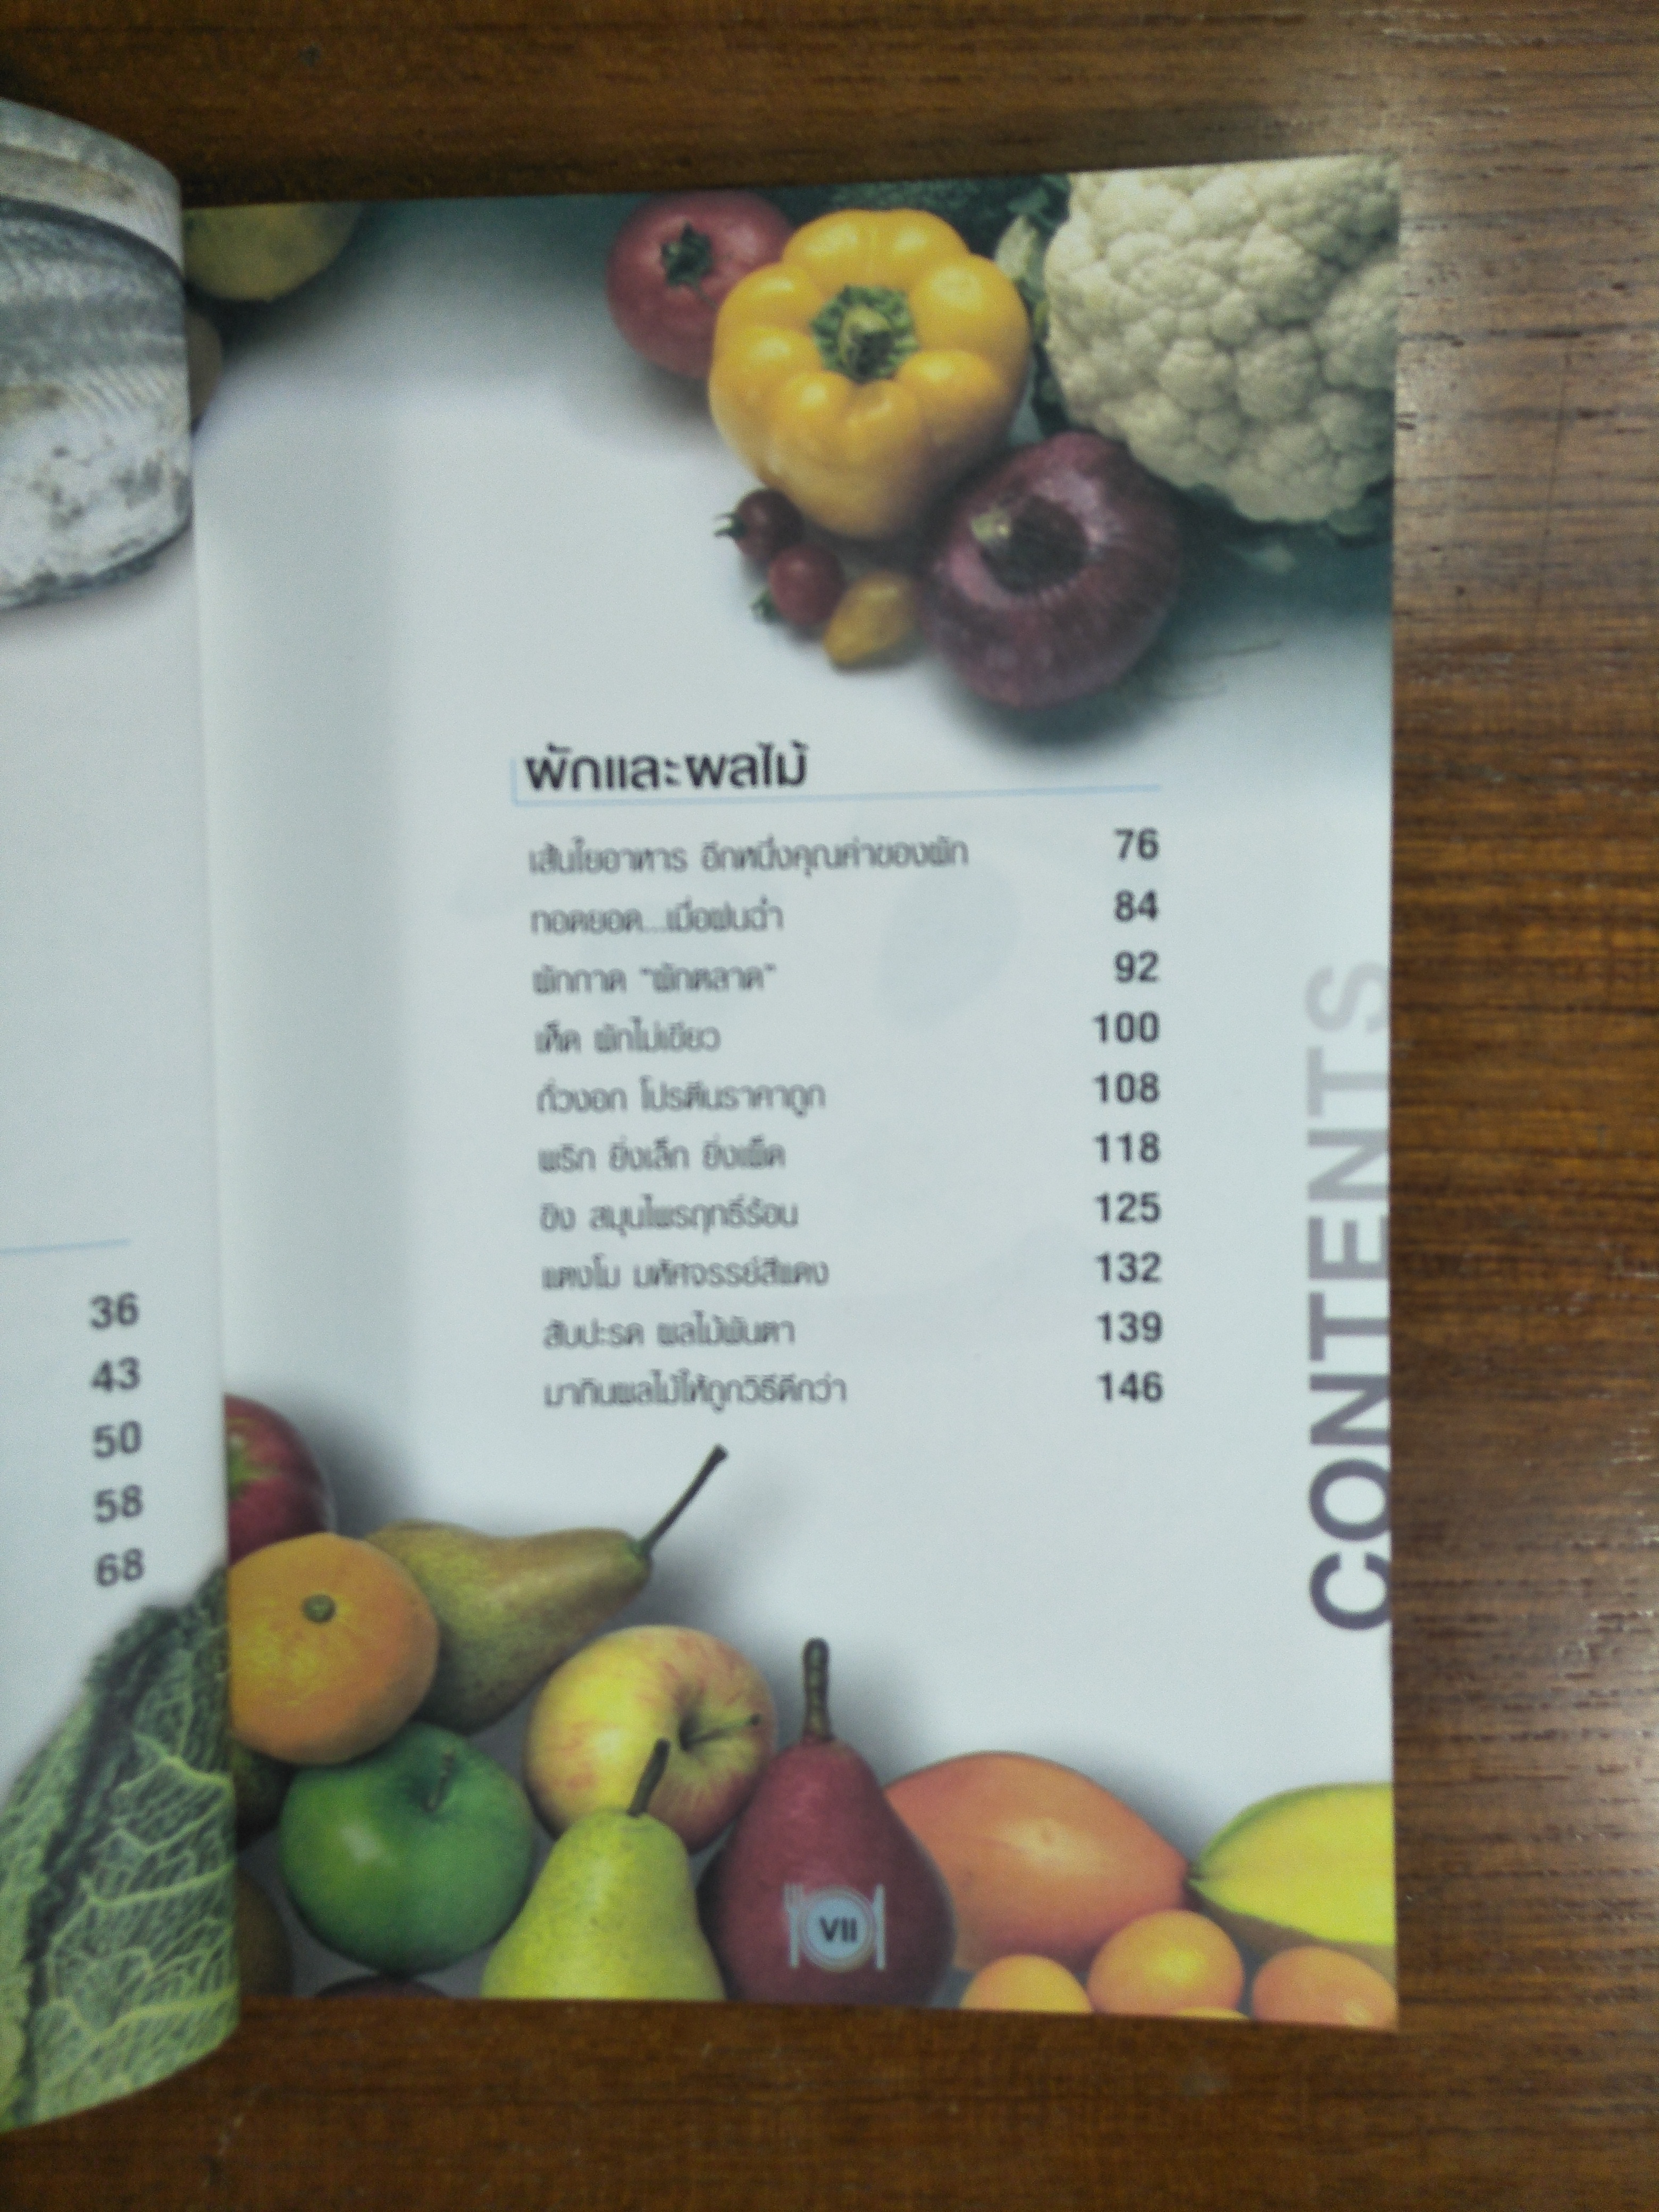 36
43
50
58
68
ผักและผลไม้
เส้นใยอาหาร อีกหนึ่งคุณค่าของผัก 76
ทอดยอด...เมื่อฝนฉ่ำ 84
ผักกาด "ผักตลาด" 92
เห็ด ผักไม่เขียว 100
ถั่วงอก โปรตีนราคาถูก 108
พริก ยิ่งเล็ก ยิ่งเผ็ด 118
ขิง สมุนไพรฤทธิ์ร้อน 125
แตงโม มหัศจรรย์สีแดง 132
สับปะรด ผลไม้พันตา 139
มากินผลไม้ให้ถูกวิธีดีกว่า 146
CONTENTS
VII